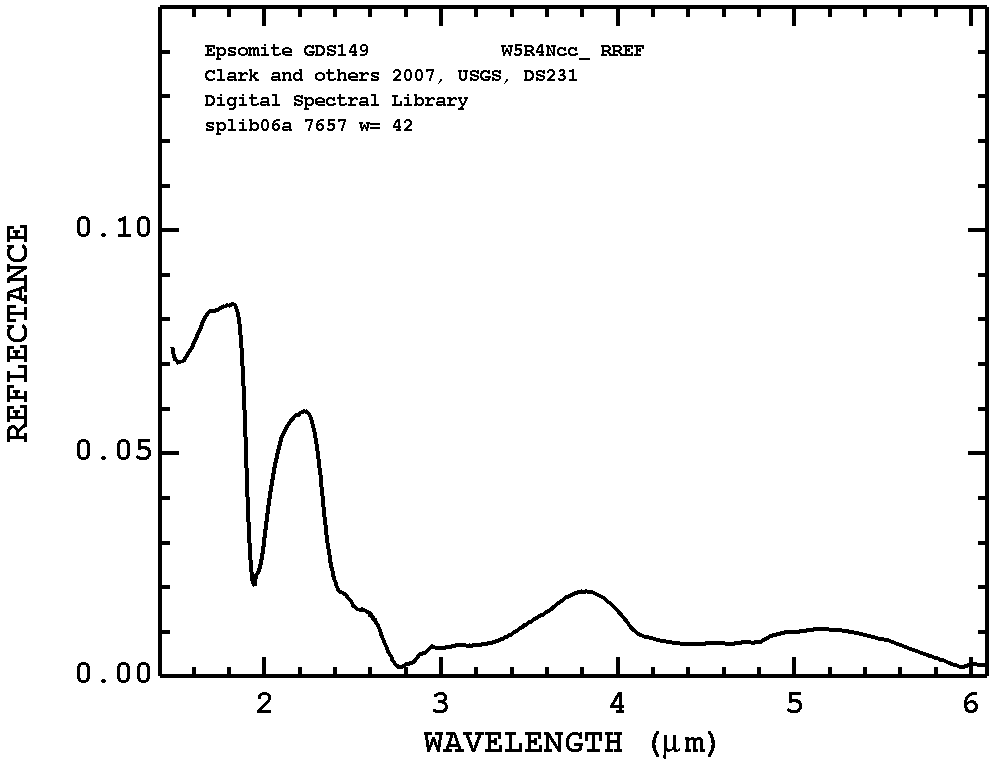 Epsomite GDS149 W5R4Ncc_ RREF
Clark and others 2007, USGS, DS231
Digital Spectral Library
splib06a 7657 w= 42
REFLECTANCE
0.10
0.05
0.00
2 3 4 5 6
WAVELENGTH (μm)